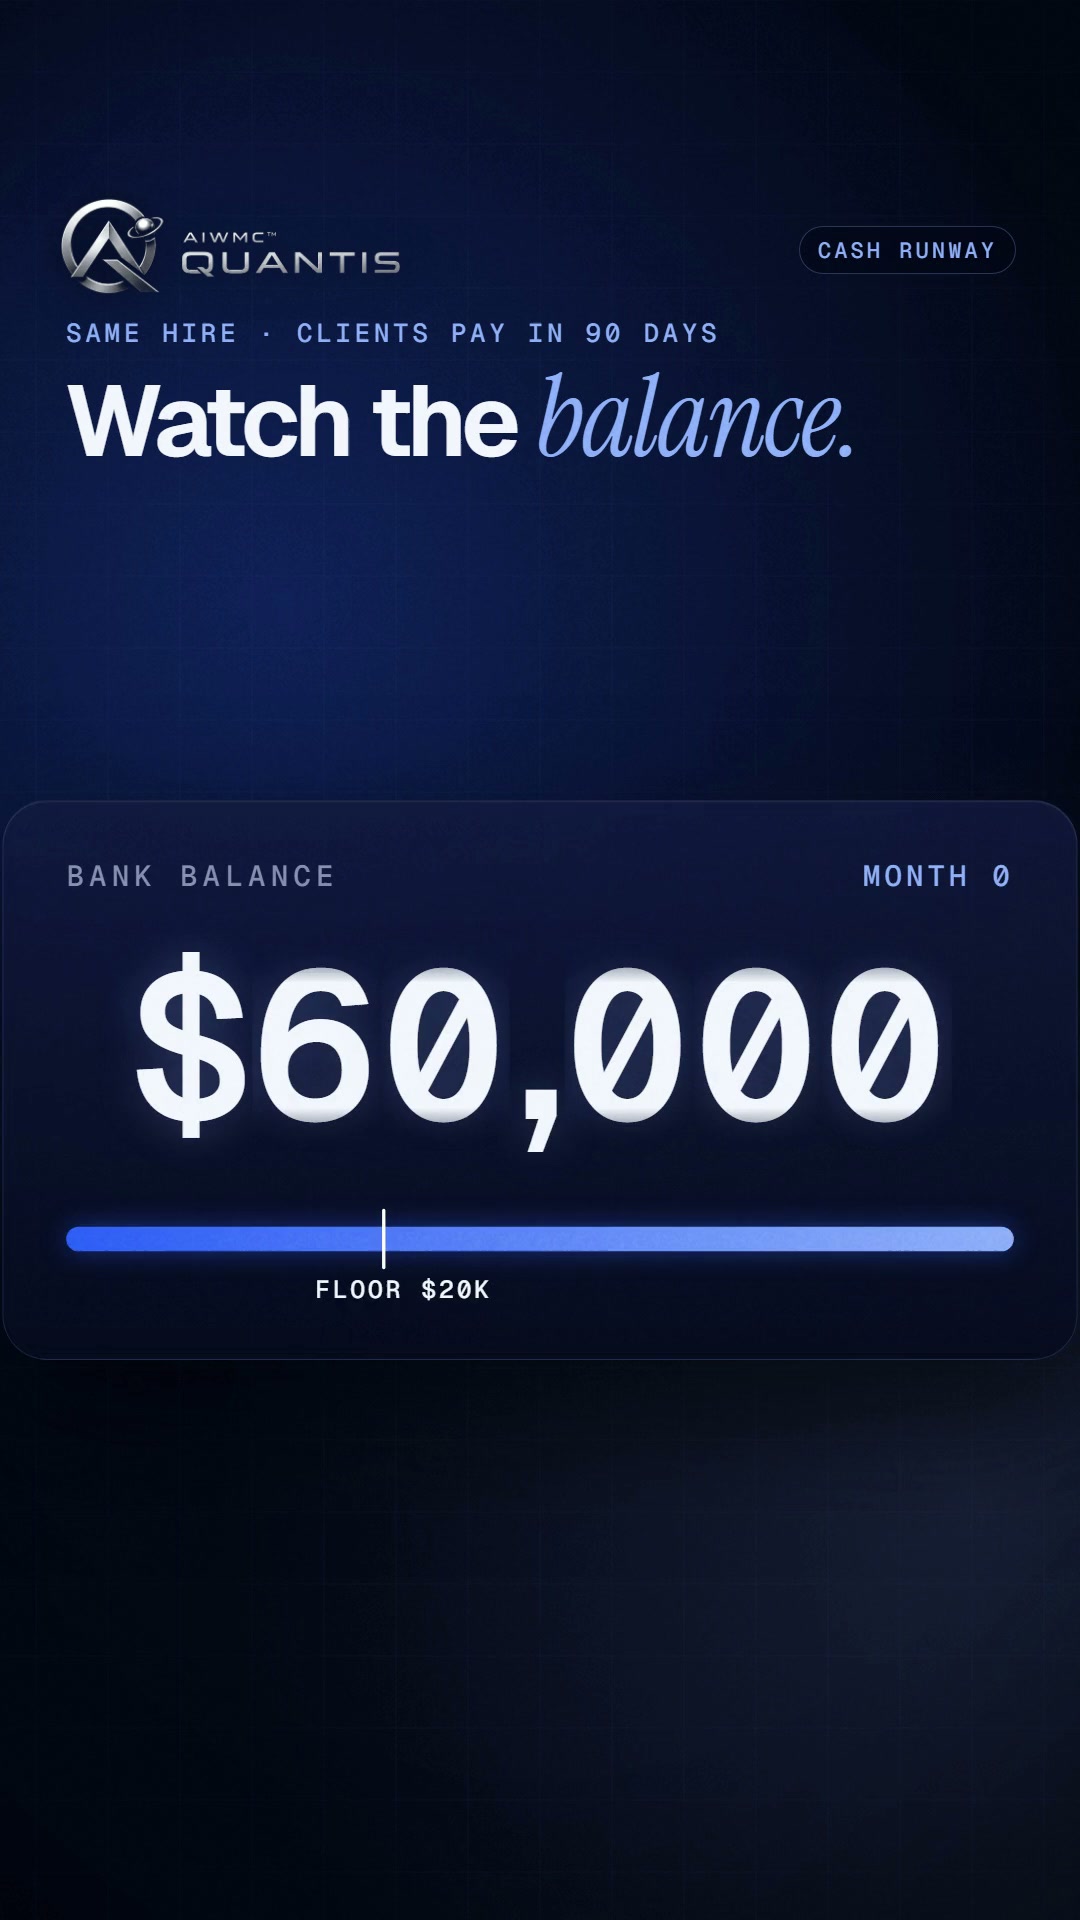 AIWMC™
QUANTIS
CASH RUNWAY
SAME HIRE · CLIENTS PAY IN 90 DAYS
Watch the balance.
BANK BALANCE
MONTH 0
$60,000
FLOOR $20K